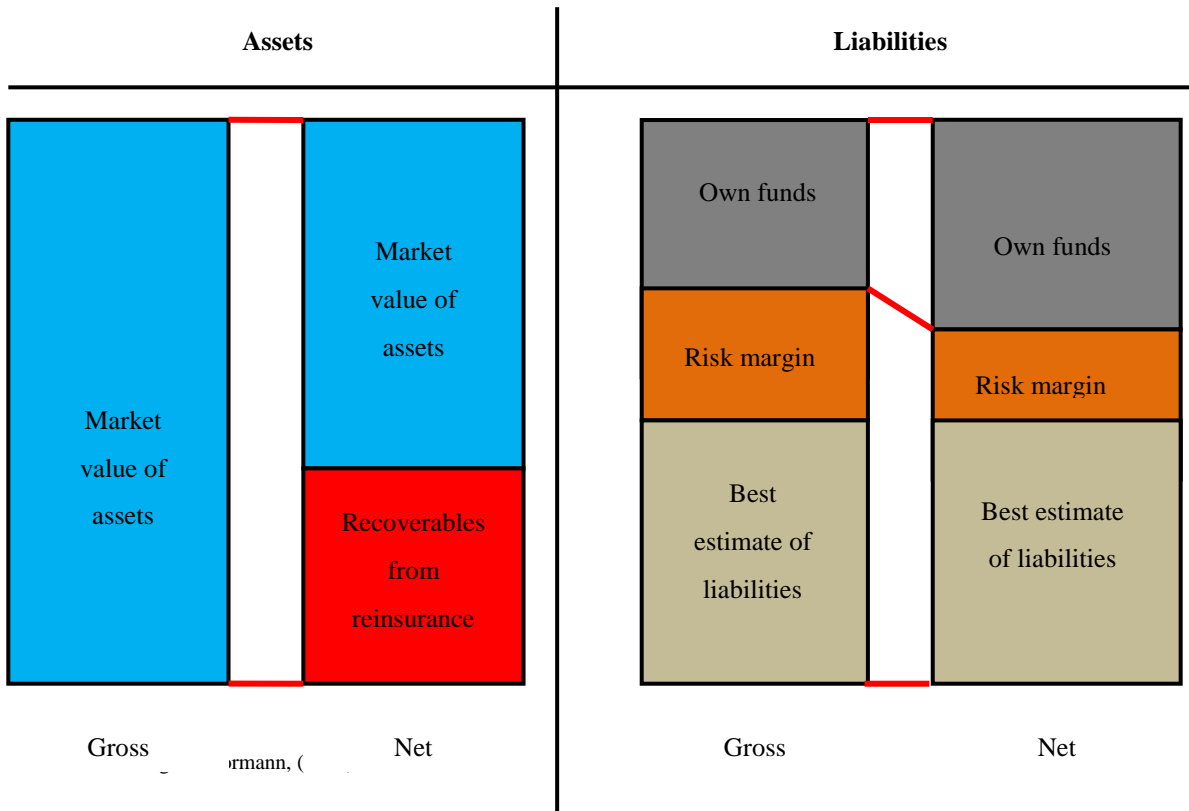 Assets
Liabilities
Market
value of
assets
Market
value of
assets
Recoverables
from
reinsurance
Own funds
Risk margin
Best
estimate of
liabilities
Own funds
Risk margin
Best estimate
of liabilities
Gross
Net
Gross
Net